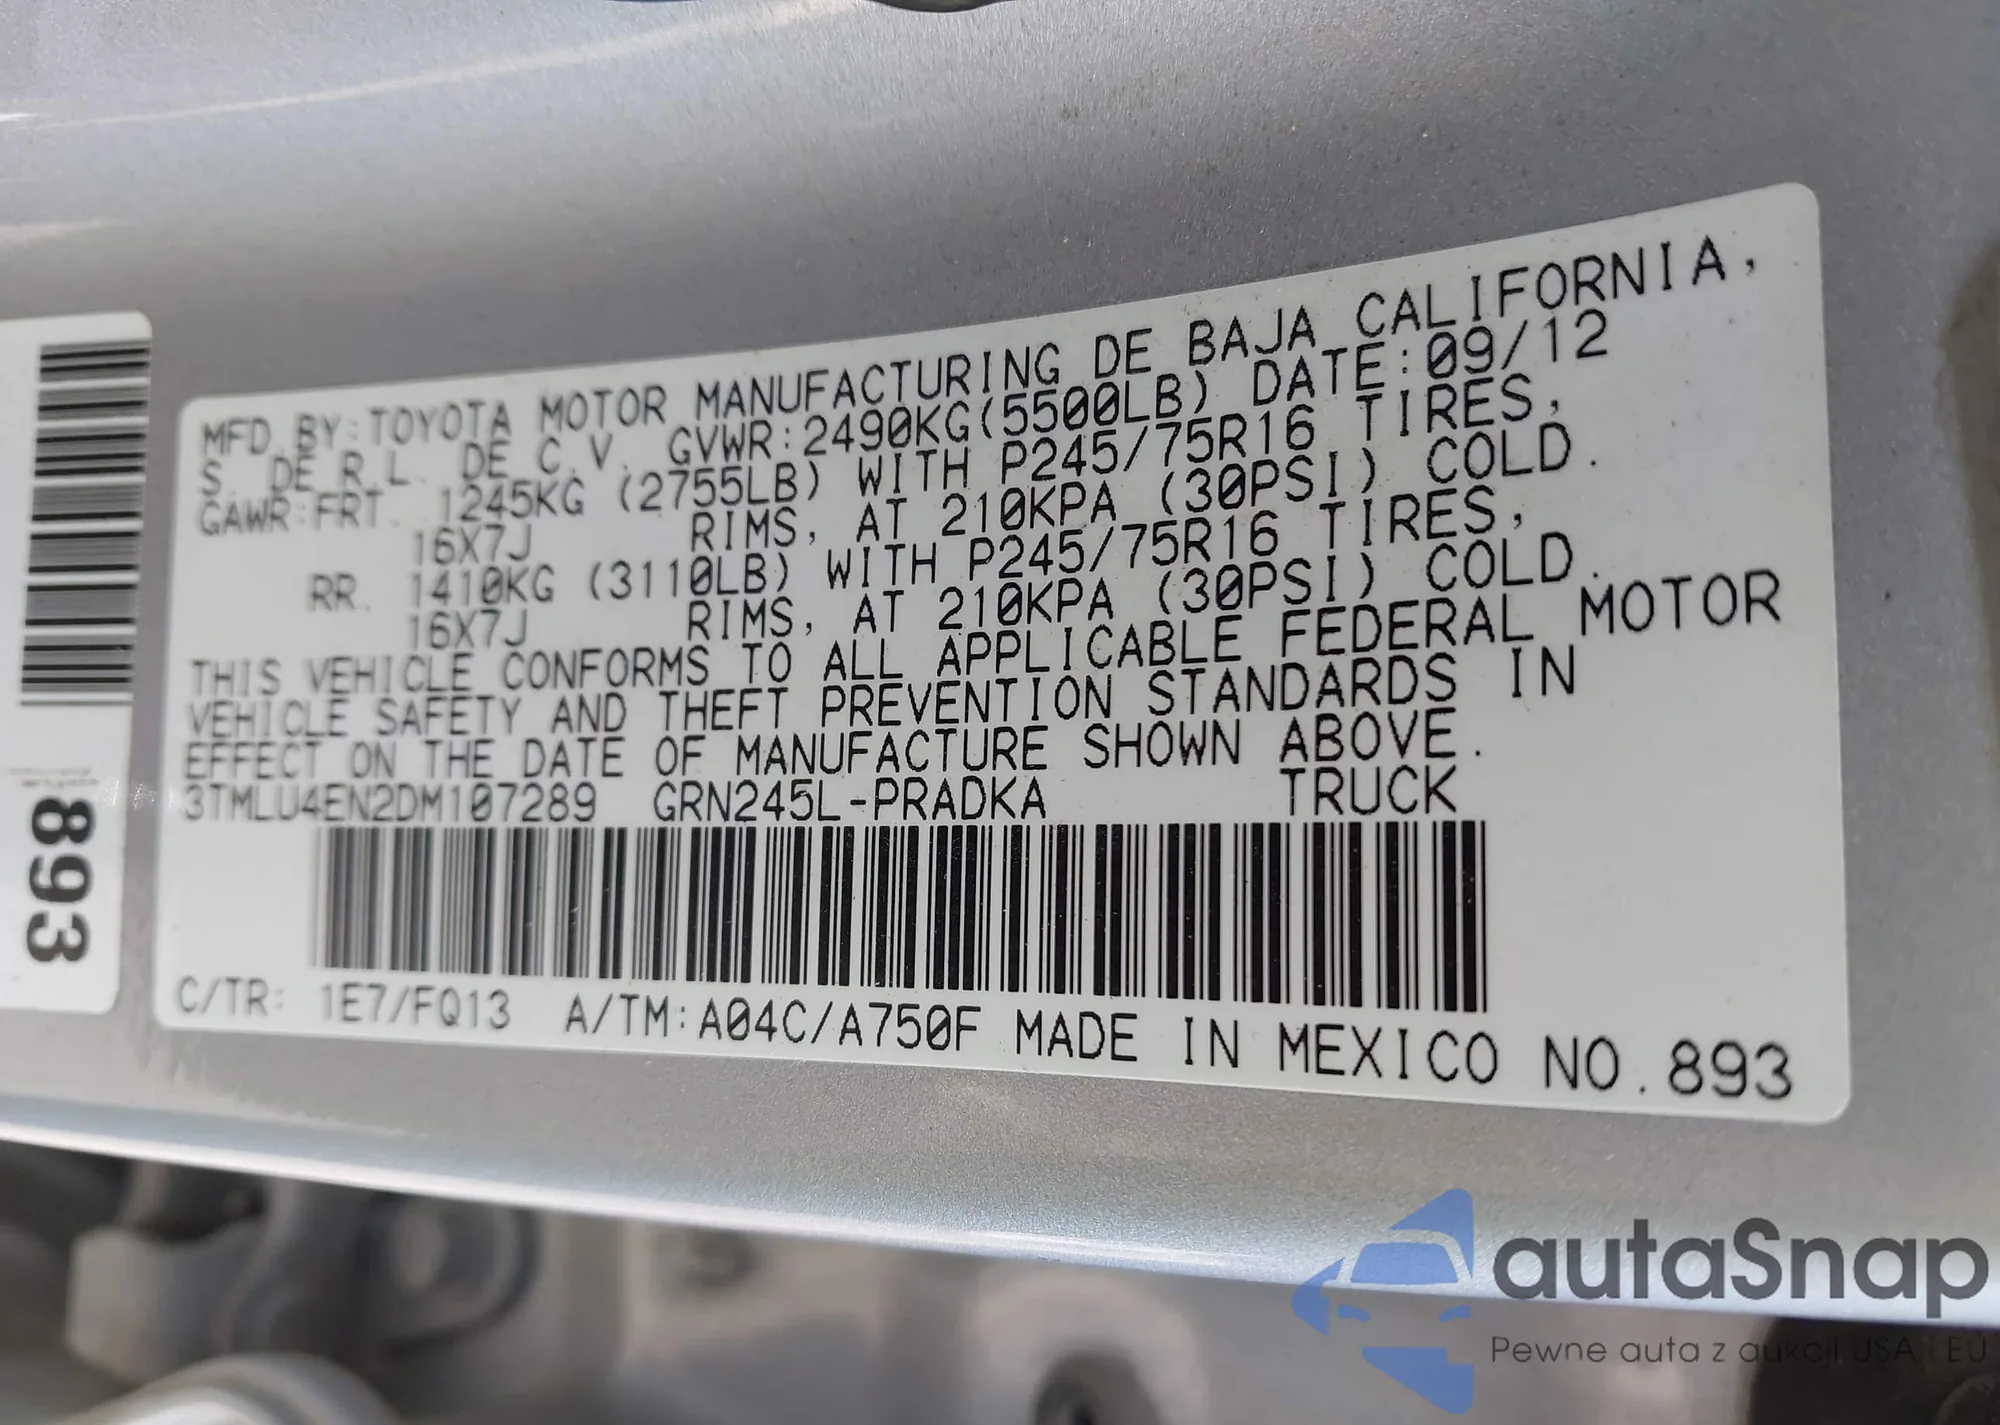 MFD.BY:TOYOTA MOTOR MANUFACTURING DE BAJA CALIFORNIA,
S. DE R.L. DE C.V. GVWR:2490KG(5500LB) DATE:09/12
GAWR:FRT. 1245KG (2755LB) WITH P245/75R16 TIRES,
16X7J RIMS, AT 210KPA (30PSI) COLD.
RR. 1410KG (3110LB) WITH P245/75R16 TIRES,
16X7J RIMS, AT 210KPA (30PSI) COLD.
THIS VEHICLE CONFORMS TO ALL APPLICABLE FEDERAL MOTOR
VEHICLE SAFETY AND THEFT PREVENTION STANDARDS IN
EFFECT ON THE DATE OF MANUFACTURE SHOWN ABOVE.
3TMLU4EN2DM107289 GRN245L-PRADKA TRUCK
C/TR: 1E7/FQ13 A/TM:A04C/A750F MADE IN MEXICO NO.893
893
autaSnap
Pewne auta z aukcji USA i EU